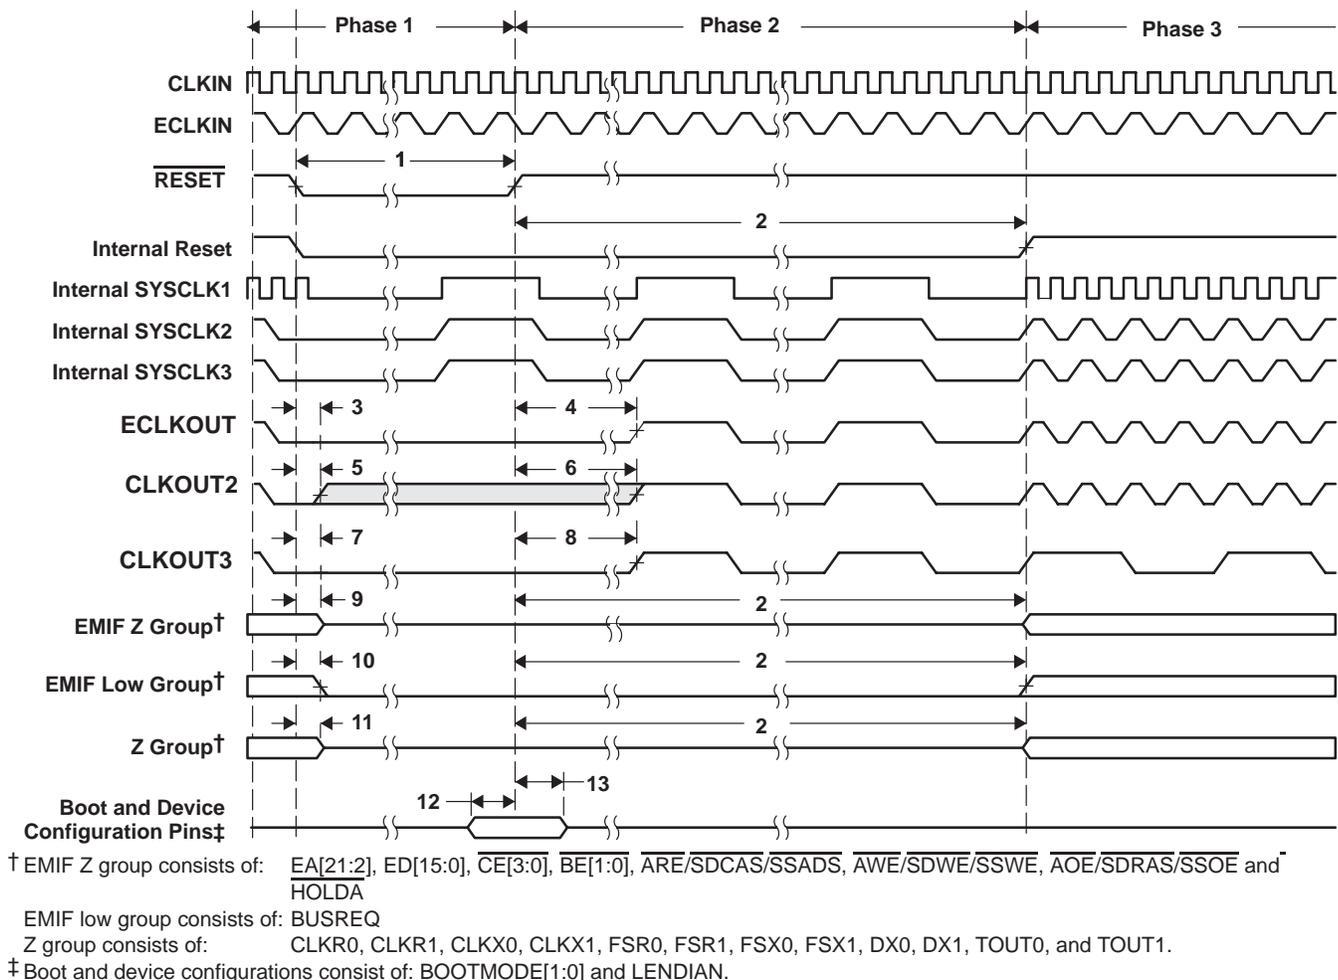 Phase 1 Phase 2 Phase 3
CLKIN
ECLKIN
1
RESET
2
Internal Reset
Internal SYSCLK1
Internal SYSCLK2
Internal SYSCLK3
3 4
ECLKOUT
5 6
CLKOUT2
7 8
CLKOUT3
9 2
EMIF Z Group†
10 2
EMIF Low Group†
11 2
Z Group†
13
12
Boot and Device
Configuration Pins‡
† EMIF Z group consists of: EA[21:2], ED[15:0], CE[3:0], BE[1:0], ARE/SDCAS/SSADS, AWE/SDWE/SSWE, AOE/SDRAS/SSOE and
HOLDA
EMIF low group consists of: BUSREQ
Z group consists of: CLKR0, CLKR1, CLKX0, CLKX1, FSR0, FSR1, FSX0, FSX1, DX0, DX1, TOUT0, and TOUT1.
‡ Boot and device configurations consist of: BOOTMODE[1:0] and LENDIAN.